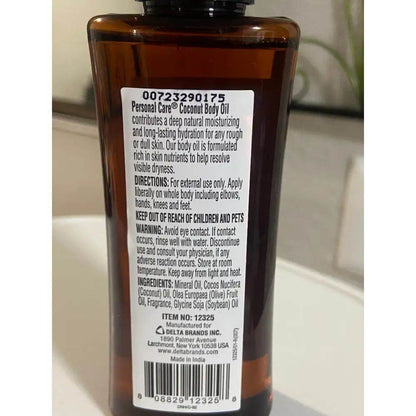 00723290175
Personal Care® Coconut Body Oil
contributes a deep natural moisturizing
and long-lasting hydration for any rough
or dull skin. Our body oil is formulated
rich in skin nutrients to help resolve
visible dryness.
DIRECTIONS: For external use only. Apply
liberally on whole body including elbows,
hands, knees and feet.
KEEP OUT OF REACH OF CHILDREN AND PETS
WARNING: Avoid eye contact. If contact
occurs, rinse well with water. Discontinue
use and consult your physician, if any
adverse reaction occurs. Store at room
temperature. Keep away from light and heat.
INGREDIENTS: Mineral Oil, Cocos Nucifera
(Coconut) Oil, Olea Europaea (Olive) Fruit
Oil, Fragrance, Glycine Soja (Soybean) Oil
ITEM NO: 12325
Manufactured for
DELTA BRANDS INC.
1890 Palmer Avenue
Larchmont, New York 10538 USA
www.deltabrands.com
Made in India
8 08829 12325 8